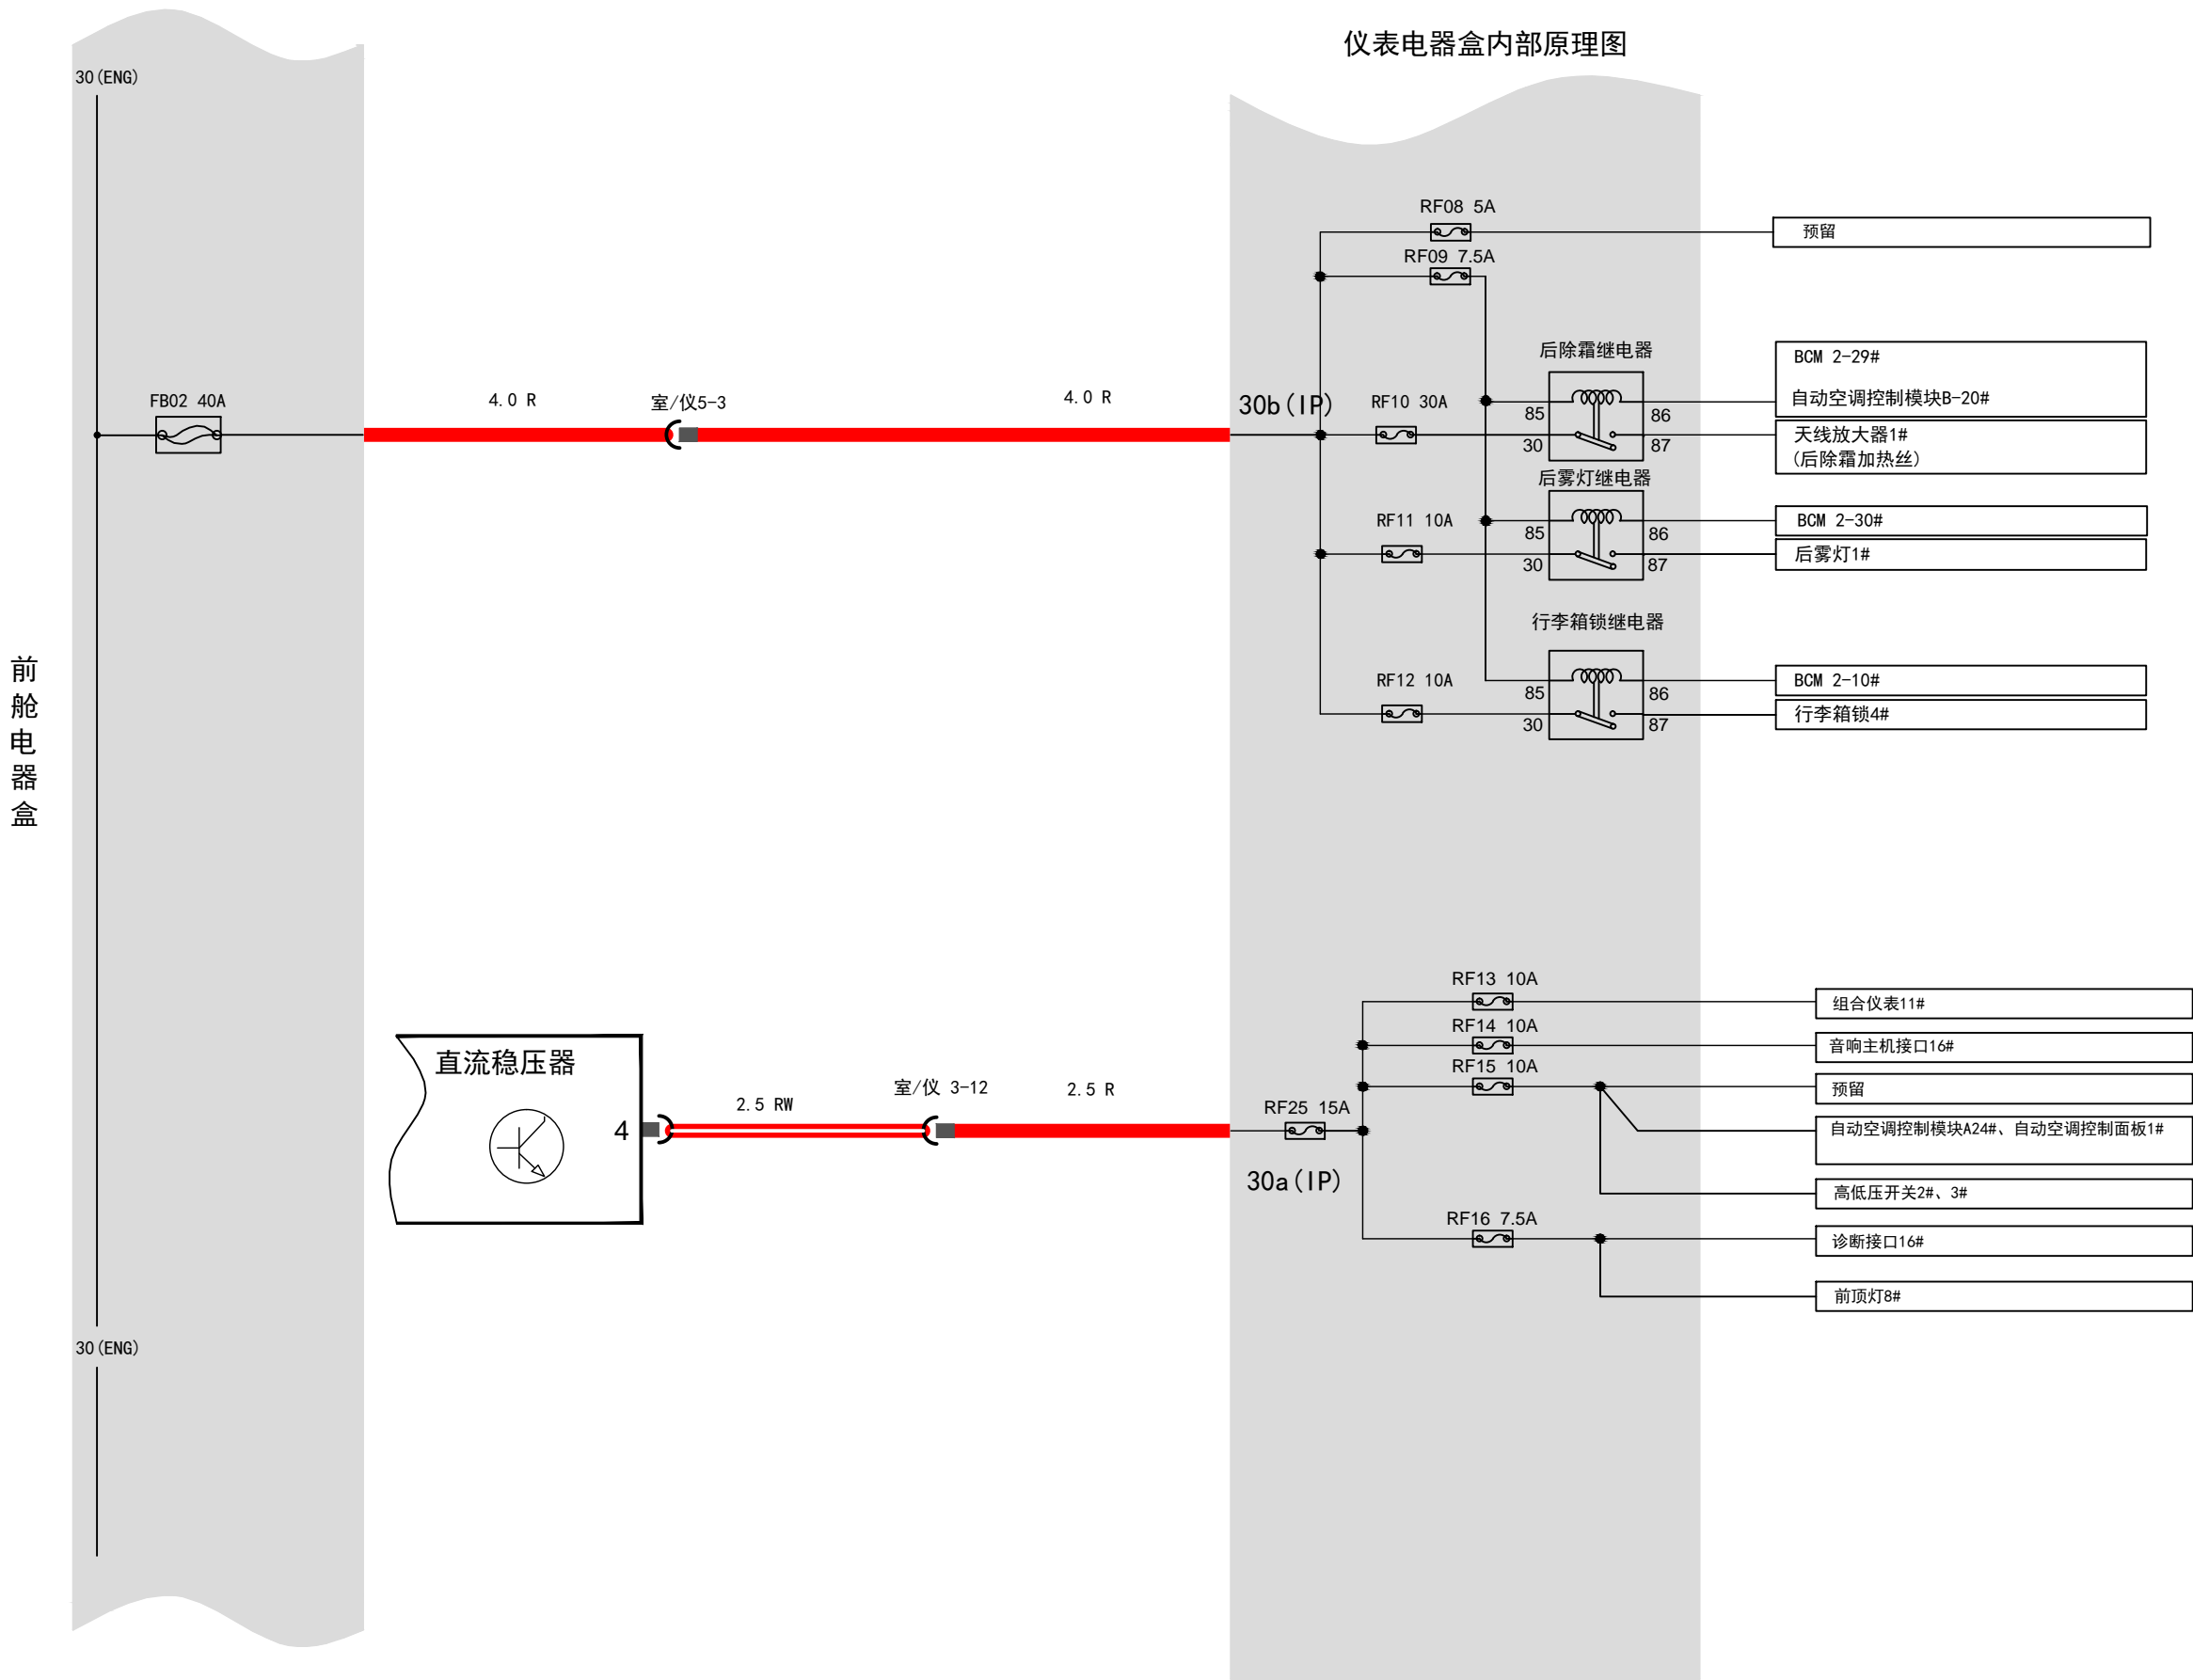 仪表电器盒内部原理图
30(ENG)
RF08 5A
预留
RF09 7.5A
后除霜继电器
BCM 2-29#
自动空调控制模块B-20#
FB02 40A
4.0 R
室/仪5-3
4.0 R
30b(IP)
RF10 30A
85
86
30
87
天线放大器1#
(后除霜加热丝)
后雾灯继电器
RF11 10A
85
86
30
87
BCM 2-30#
后雾灯1#
行李箱锁继电器
RF12 10A
85
86
30
87
BCM 2-10#
行李箱锁4#
前舱电器盒
RF13 10A
组合仪表11#
RF14 10A
音响主机接口16#
RF15 10A
预留
直流稳压器
4
2.5 RW
室/仪 3-12
2.5 R
RF25 15A
30a(IP)
自动空调控制模块A24#、自动空调控制面板1#
高低压开关2#、3#
RF16 7.5A
诊断接口16#
前顶灯8#
30(ENG)